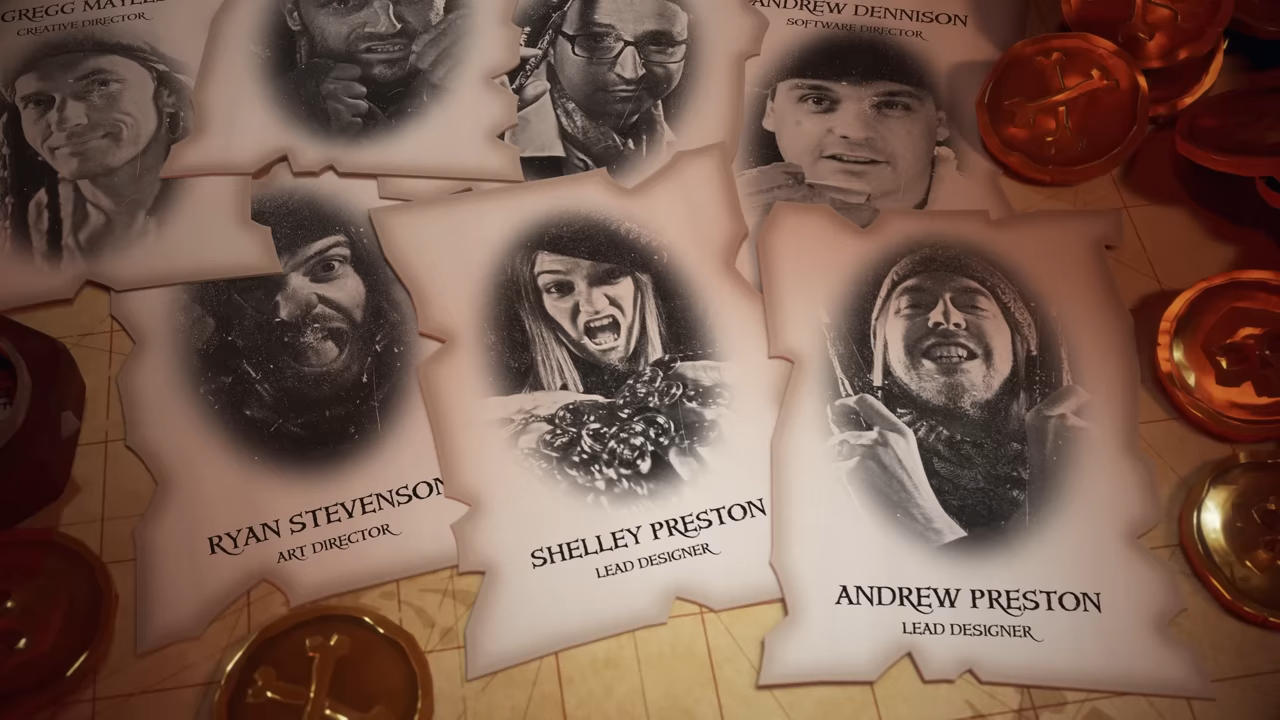 CREATIVE DIRECTOR
ANDREW DENNISON
SOFTWARE DIRECTOR
RYAN STEVENSON
ART DIRECTOR
SHELLEY PRESTON
LEAD DESIGNER
ANDREW PRESTON
LEAD DESIGNER